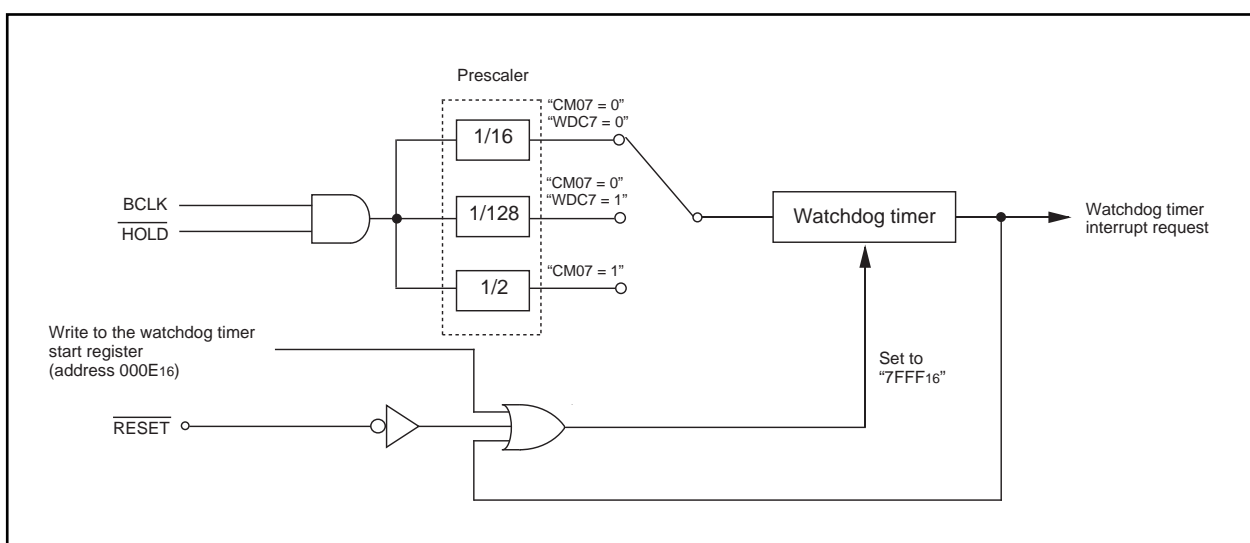 Prescaler
“CM07 = 0”
“WDC7 = 0”
1/16
“CM07 = 0”
“WDC7 = 1”
BCLK
HOLD
1/128
Watchdog timer
Watchdog timer
interrupt request
“CM07 = 1”
1/2
Write to the watchdog timer
start register
(address 000E16)
Set to
“7FFF16”
RESET